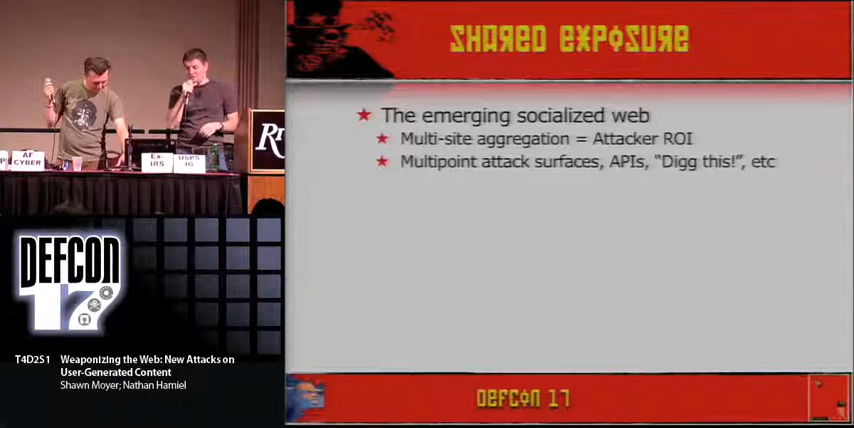 SHARED EXPOSURE
★ The emerging socialized web
★ Multi-site aggregation = Attacker ROI
★ Multipoint attack surfaces, APIs, “Digg this!”, etc
AF
CYBER
Ex-
IRS
USPS
IG
DEFCON
17
T4D2S1 Weaponizing the Web: New Attacks on
User-Generated Content
Shawn Moyer; Nathan Hamiel
DEFCON 17